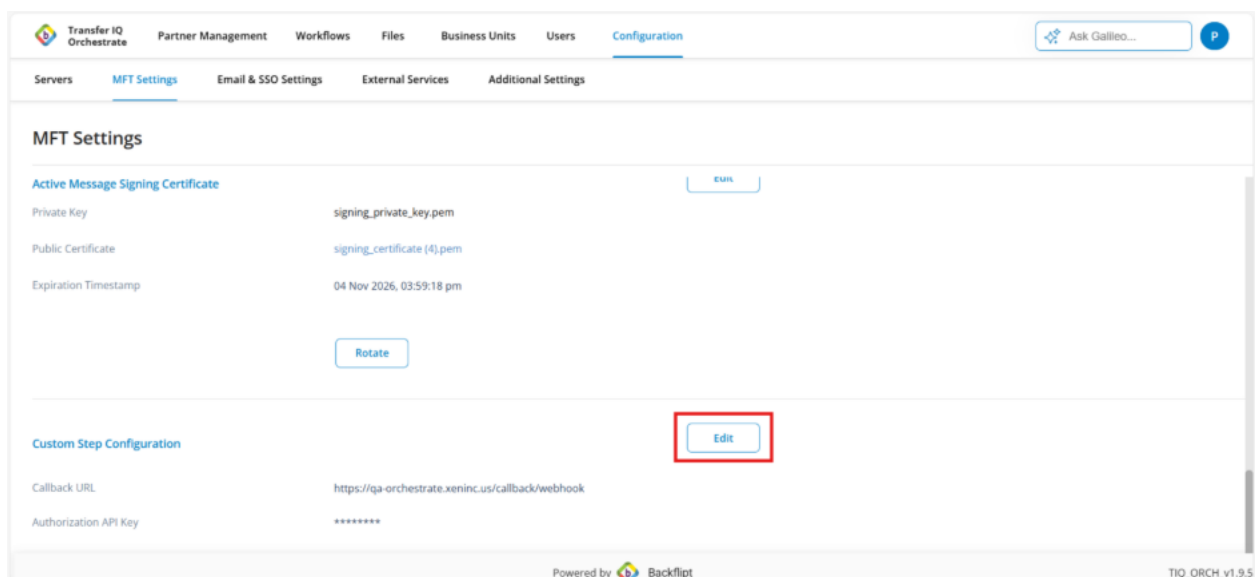 Transfer IQ
Orchestrate
Partner Management Workflows Files Business Units Users Configuration
Ask Galileo...
P
Servers MFT Settings Email & SSO Settings External Services Additional Settings
MFT Settings
Active Message Signing Certificate Edit
Private Key signing_private_key.pem
Public Certificate signing_certificate (4).pem
Expiration Timestamp 04 Nov 2026, 03:59:18 pm
Rotate
Custom Step Configuration Edit
Callback URL https://qa-orchestrate.xeninc.us/callback/webhook
Authorization API Key ********
Powered by b Backflipt TIQ_ORCH_v1.9.5